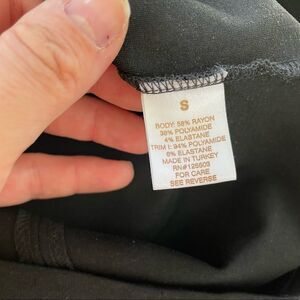 S
BODY: 58% RAYON
38% POLYAMIDE
4% ELASTANE
TRIM I: 94% POLYAMIDE
6% ELASTANE
MADE IN TURKEY
RN#128503
FOR CARE
SEE REVERSE